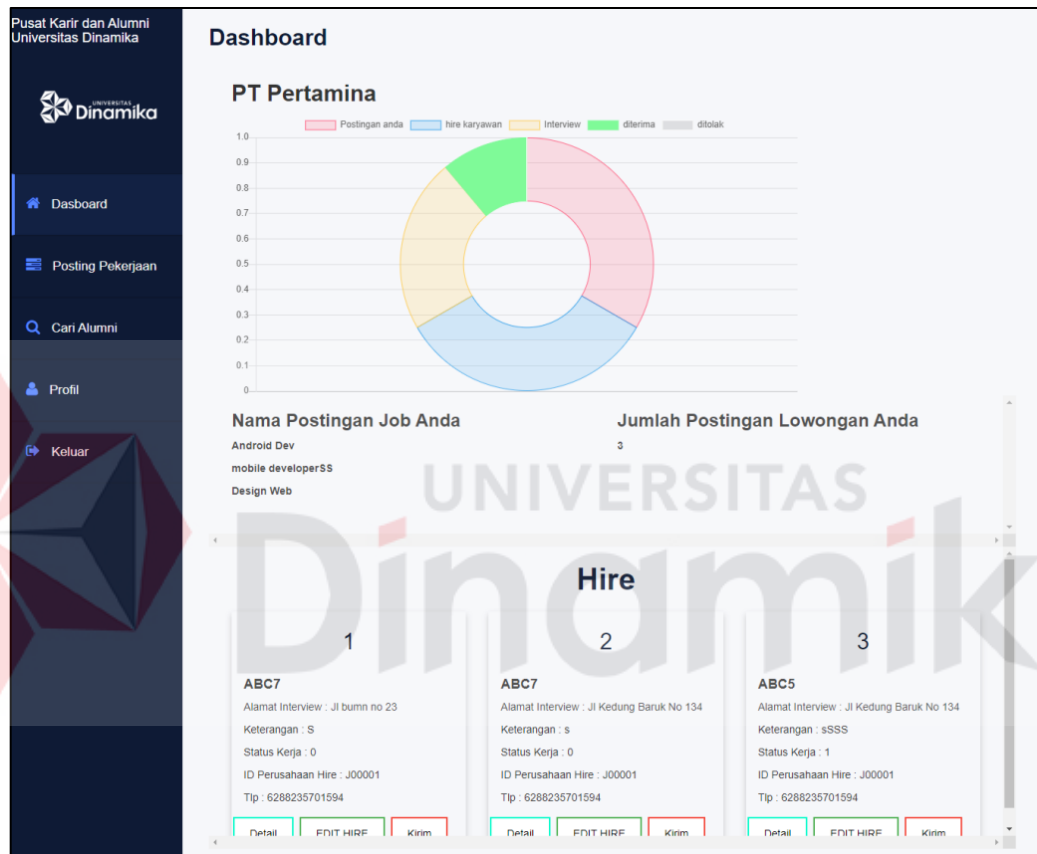 Pusat Karir dan Alumni
Universitas Dinamika
UNIVERSITAS
Dinamika
Dasboard
Posting Pekerjaan
Cari Alumni
Profil
Keluar
Dashboard
PT Pertamina
Postingan anda hire karyawan Interview diterima ditolak
1.0
0.9
0.8
0.7
0.6
0.5
0.4
0.3
0.2
0.1
0
Nama Postingan Job Anda
Android Dev
mobile developerSS
Design Web
Jumlah Postingan Lowongan Anda
3
UNIVERSITAS
Dinamik
Hire
1
ABC7
Alamat Interview : Jl bumn no 23
Keterangan : S
Status Kerja : 0
ID Perusahaan Hire : J00001
Tlp : 6288235701594
Detail EDIT HIRE Kirim
2
ABC7
Alamat Interview : Jl Kedung Baruk No 134
Keterangan : s
Status Kerja : 0
ID Perusahaan Hire : J00001
Tlp : 6288235701594
Detail EDIT HIRE Kirim
3
ABC5
Alamat Interview : Jl Kedung Baruk No 134
Keterangan : sSSS
Status Kerja : 1
ID Perusahaan Hire : J00001
Tlp : 6288235701594
Detail EDIT HIRE Kirim